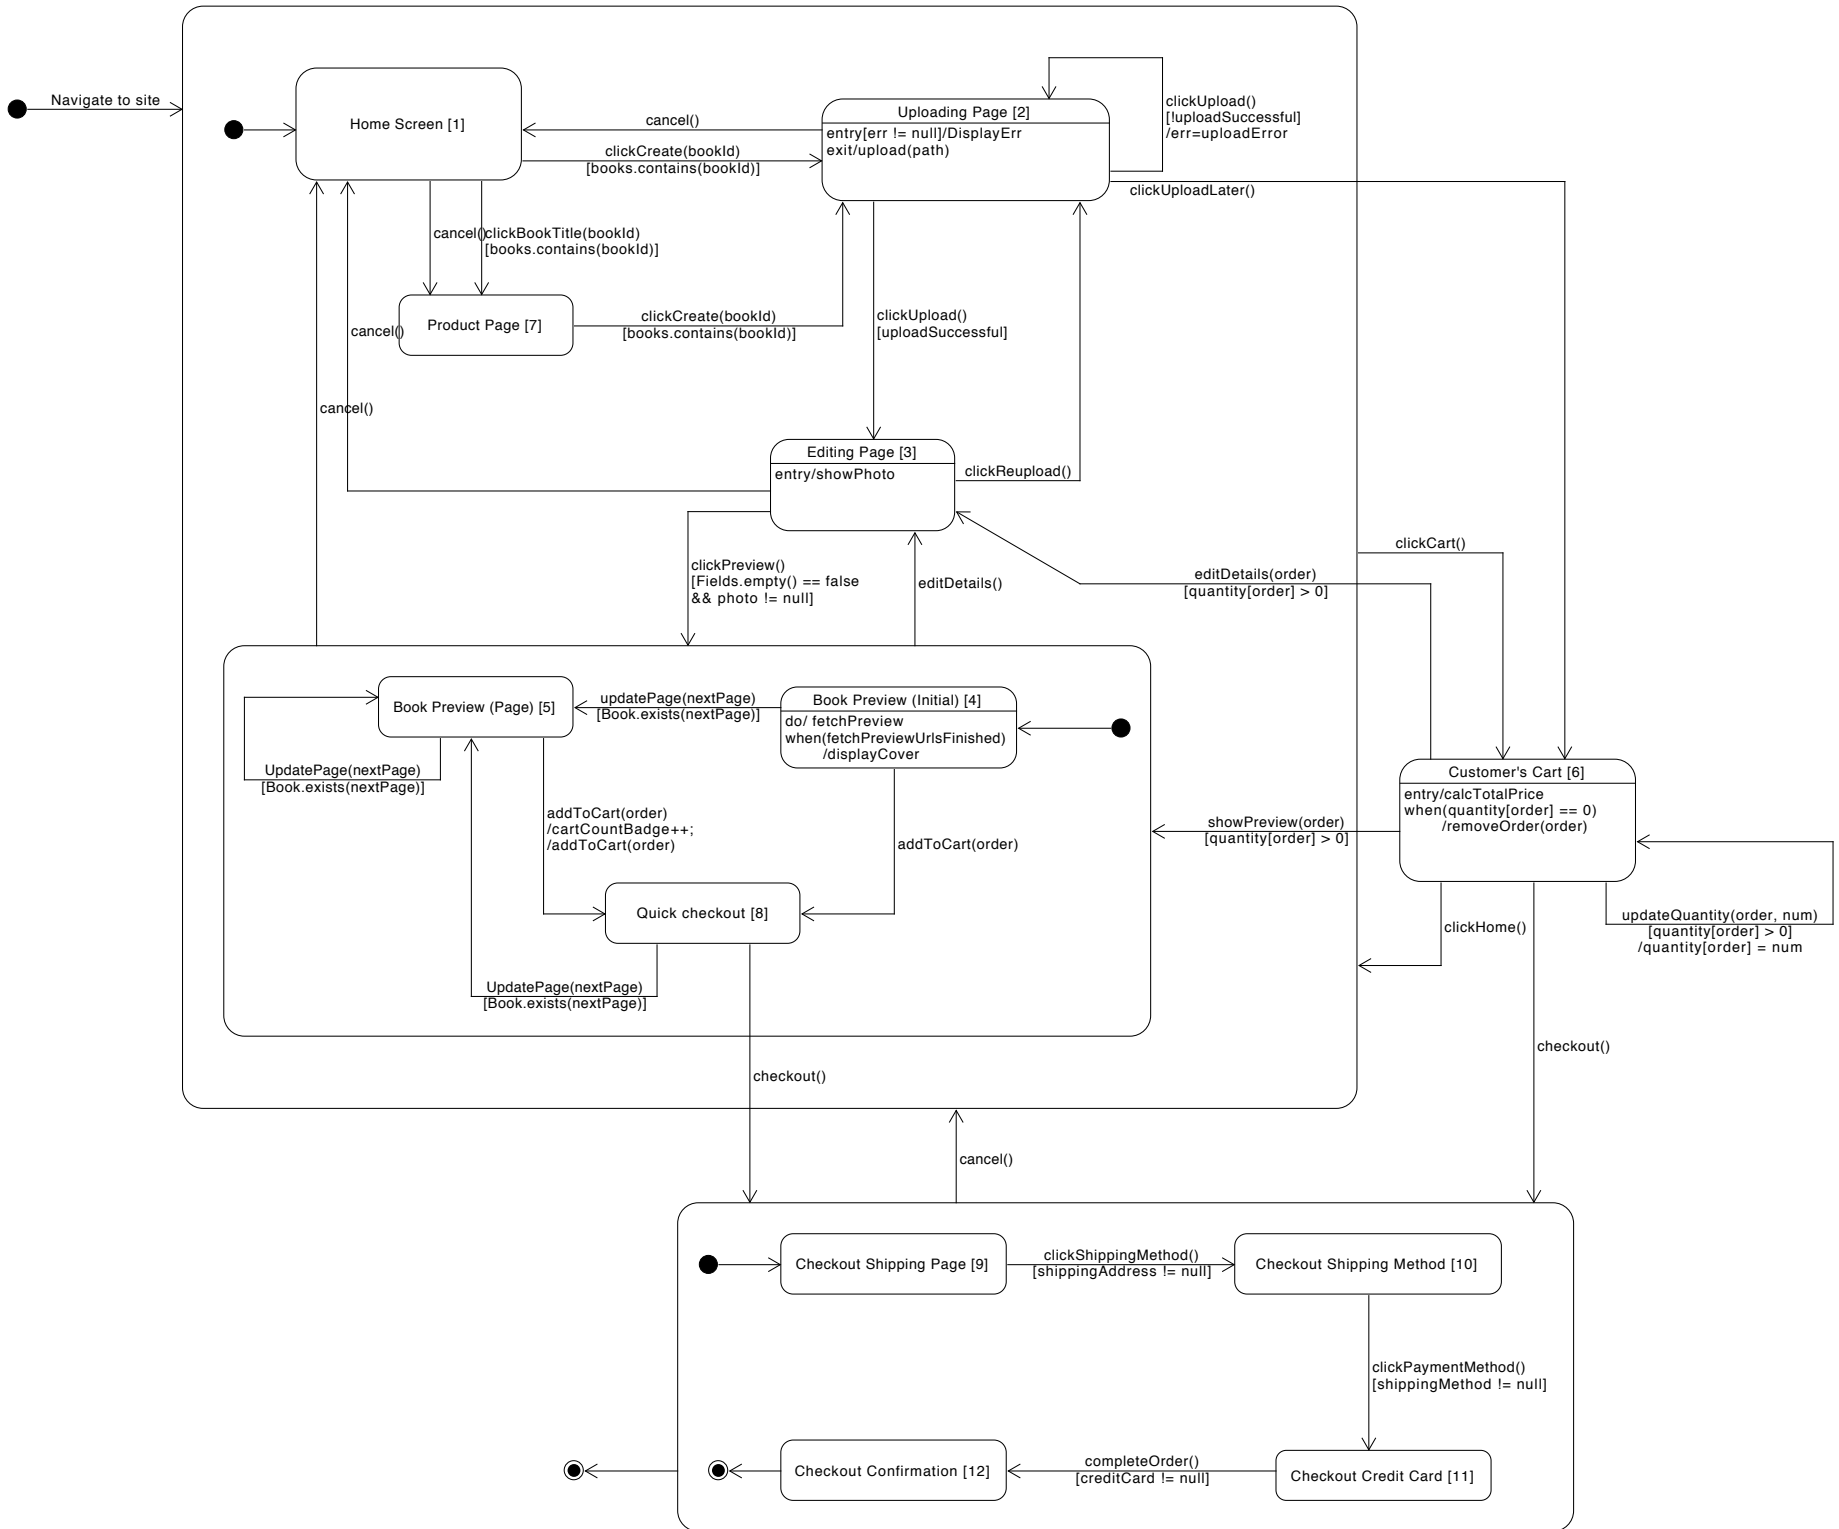 Navigate to site
Home Screen [1]
cancel()
clickCreate(bookId)
[books.contains(bookId)]
Uploading Page [2]
entry[err != null]/DisplayErr
exit/upload(path)
clickUpload()
[!uploadSuccessful]
/err=uploadError
clickUploadLater()
cancel()
clickBookTitle(bookId)
[books.contains(bookId)]
Product Page [7]
clickCreate(bookId)
[books.contains(bookId)]
clickUpload()
[uploadSuccessful]
cancel()
cancel()
Editing Page [3]
entry/showPhoto
clickReupload()
clickPreview()
[Fields.empty() == false
&& photo != null]
editDetails()
editDetails(order)
[quantity[order] > 0]
clickCart()
Book Preview (Page) [5]
updatePage(nextPage)
[Book.exists(nextPage)]
Book Preview (Initial) [4]
do/ fetchPreview
when(fetchPreviewUrlsFinished)
/displayCover
UpdatePage(nextPage)
[Book.exists(nextPage)]
addToCart(order)
/cartCountBadge++;
/addToCart(order)
addToCart(order)
Quick checkout [8]
UpdatePage(nextPage)
[Book.exists(nextPage)]
showPreview(order)
[quantity[order] > 0]
Customer's Cart [6]
entry/calcTotalPrice
when(quantity[order] == 0)
/removeOrder(order)
clickHome()
updateQuantity(order, num)
[quantity[order] > 0]
/quantity[order] = num
checkout()
checkout()
cancel()
Checkout Shipping Page [9]
clickShippingMethod()
[shippingAddress != null]
Checkout Shipping Method [10]
clickPaymentMethod()
[shippingMethod != null]
Checkout Confirmation [12]
completeOrder()
[creditCard != null]
Checkout Credit Card [11]